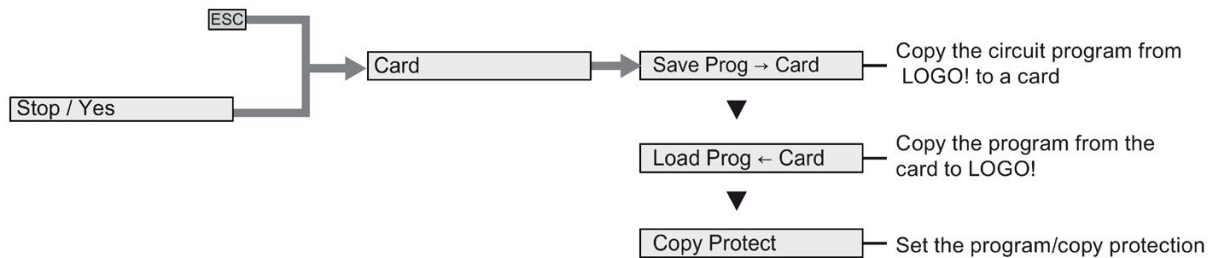 ESC
Stop / Yes
Card
Save Prog → Card
Copy the circuit program from
LOGO! to a card
Load Prog ← Card
Copy the program from the
card to LOGO!
Copy Protect
Set the program/copy protection